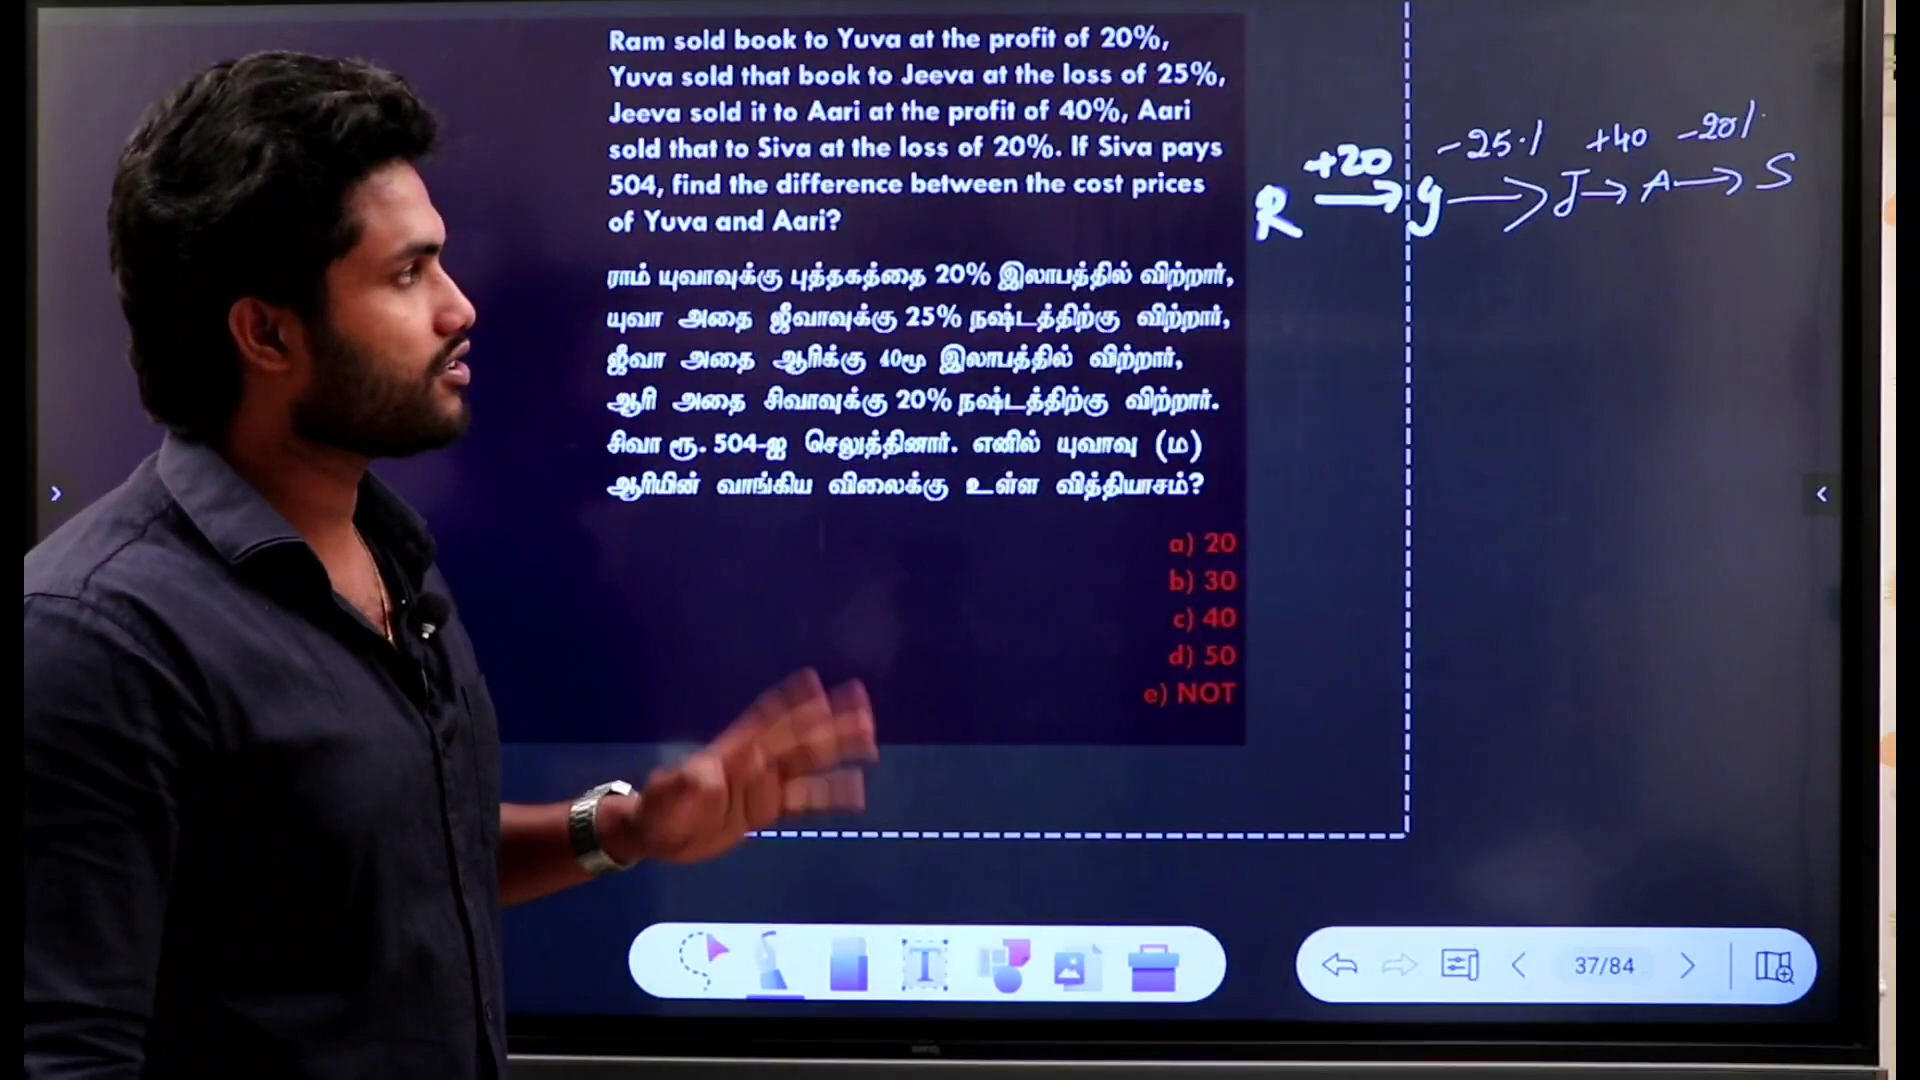 Ram sold book to Yuva at the profit of 20%,
Yuva sold that book to Jeeva at the loss of 25%,
Jeeva sold it to Aari at the profit of 40%, Aari
sold that to Siva at the loss of 20%. If Siva pays
504, find the difference between the cost prices
of Yuva and Aari?
ராம் யுவாவுக்கு புத்தகத்தை 20% இலாபத்தில் விற்றார்,
யுவா அதை ஜீவாவுக்கு 25% நஷ்டத்திற்கு விற்றார்,
ஜீவா அதை ஆரிக்கு 40மூ இலாபத்தில் விற்றார்,
ஆரி அதை சிவாவுக்கு 20% நஷ்டத்திற்கு விற்றார்.
சிவா ரூ. 504-ஐ செலுத்தினார். எனில் யுவாவு (ம)
ஆரியின் வாங்கிய விலைக்கு உள்ள வித்தியாசம்?
a) 20
b) 30
c) 40
d) 50
e) NOT
+20 -25% +40 -20%
R → y → J → A → S
37/84